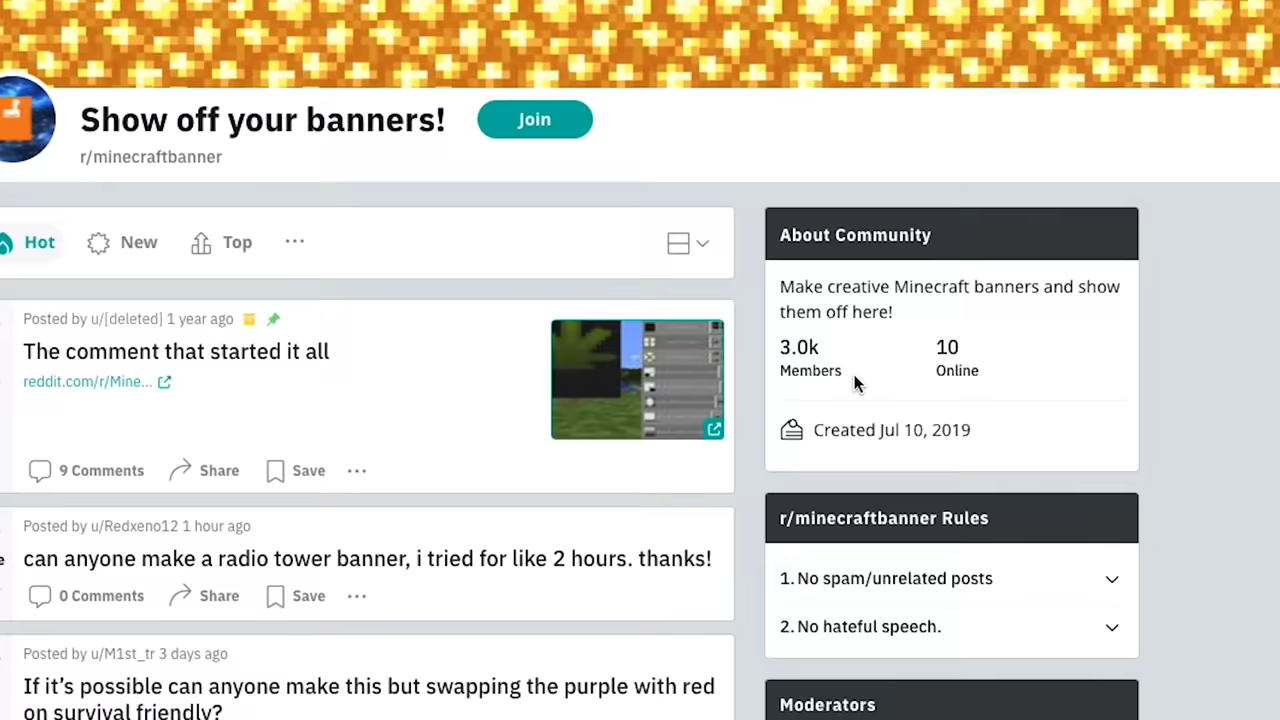 Show off your banners!
Join
r/minecraftbanner
Hot
New
Top
Posted by u/[deleted] 1 year ago
The comment that started it all
reddit.com/r/Mine...
9 Comments
Share
Save
Posted by u/Redxeno12 1 hour ago
can anyone make a radio tower banner, i tried for like 2 hours. thanks!
0 Comments
Share
Save
Posted by u/M1st_tr 3 days ago
If it's possible can anyone make this but swapping the purple with red
on survival friendly?
About Community
Make creative Minecraft banners and show
them off here!
3.0k
Members
10
Online
Created Jul 10, 2019
r/minecraftbanner Rules
1. No spam/unrelated posts
2. No hateful speech.
Moderators